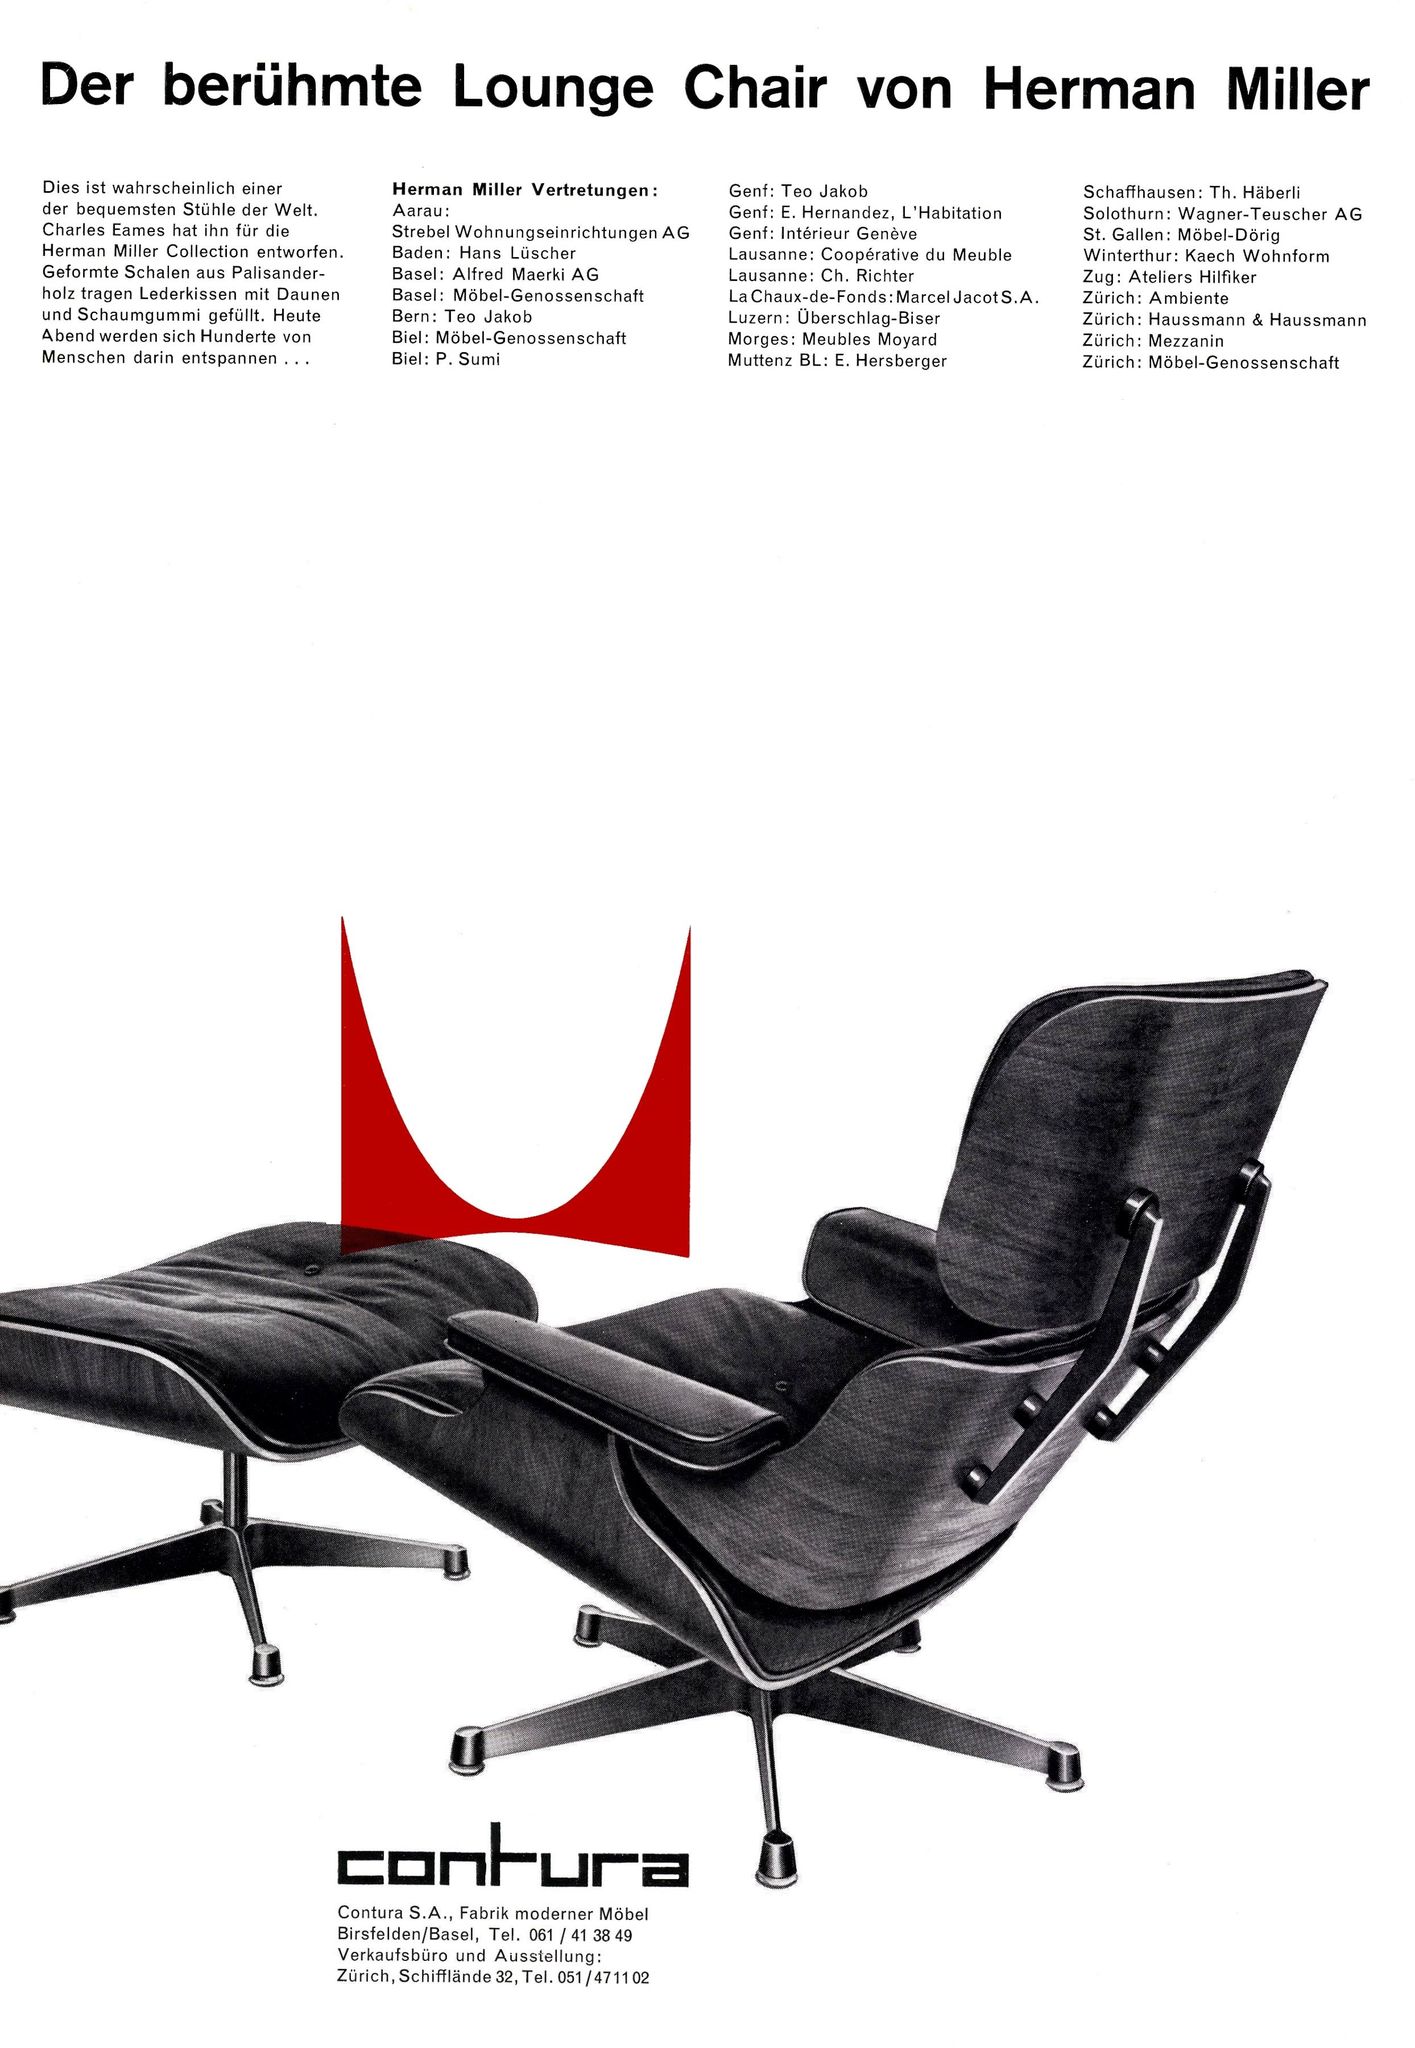 Der berühmte Lounge Chair von Herman Miller
Dies ist wahrscheinlich einer
der bequemsten Stühle der Welt.
Charles Eames hat ihn für die
Herman Miller Collection entworfen.
Geformte Schalen aus Palisander-
holz tragen Lederkissen mit Daunen
und Schaumgummi gefüllt. Heute
Abend werden sich Hunderte von
Menschen darin entspannen . . .
Herman Miller Vertretungen:
Aarau:
Strebel Wohnungseinrichtungen AG
Baden: Hans Lüscher
Basel: Alfred Maerki AG
Basel: Möbel-Genossenschaft
Bern: Teo Jakob
Biel: Möbel-Genossenschaft
Biel: P. Sumi
Genf: Teo Jakob
Genf: E. Hernandez, L'Habitation
Genf: Intérieur Genève
Lausanne: Coopérative du Meuble
Lausanne: Ch. Richter
La Chaux-de-Fonds: Marcel Jacot S.A.
Luzern: Überschlag-Biser
Morges: Meubles Moyard
Muttenz BL: E. Hersberger
Schaffhausen: Th. Häberli
Solothurn: Wagner-Teuscher AG
St. Gallen: Möbel-Dörig
Winterthur: Kaech Wohnform
Zug: Ateliers Hilfiker
Zürich: Ambiente
Zürich: Haussmann & Haussmann
Zürich: Mezzanin
Zürich: Möbel-Genossenschaft
contura
Contura S.A., Fabrik moderner Möbel
Birsfelden/Basel, Tel. 061 / 41 38 49
Verkaufsbüro und Ausstellung:
Zürich, Schifflände 32, Tel. 051/47 11 02